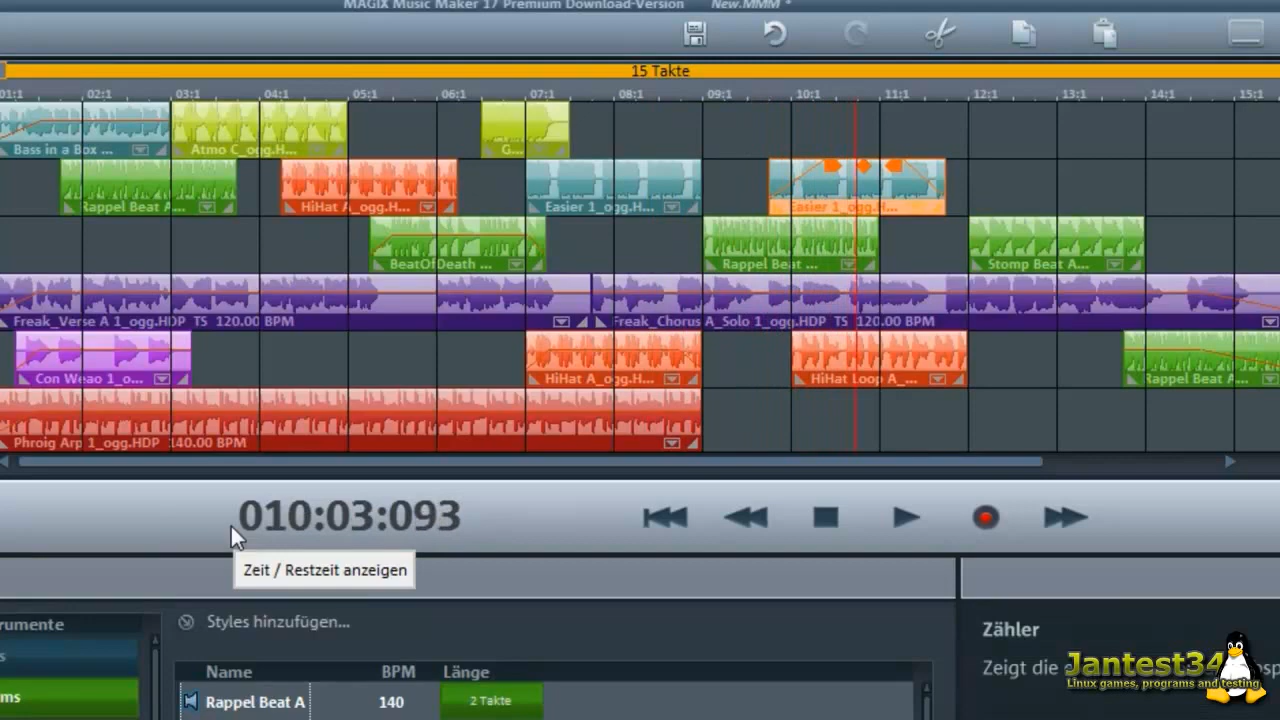 MAGIX Music Maker 17 Premium Download-Version New.MMM *
15 Takte
01:1 02:1 03:1 04:1 05:1 06:1 07:1 08:1 09:1 10:1 11:1 12:1 13:1 14:1 15:1
Bass in a Box ... Atmo C_ogg.H... G...
Rappel Beat A... HiHat A_ogg.H... Easier 1_ogg.H... Easier 1_ogg.H...
BeatOfDeath ... Rappel Beat ... Stomp Beat A...
Freak_Verse A 1_ogg.HDP TS 120.00 BPM Freak_Chorus A_Solo 1_ogg.HDP TS 120.00 BPM
Con Weao 1_o... HiHat A_ogg.H... HiHat Loop A_... Rappel Beat A...
Phroig Arp 1_ogg.HDP 140.00 BPM
010:03:093
Zeit / Restzeit anzeigen
rumente
Styles hinzufügen...
Zähler
s
Zeigt die
Jantest34
Linux games, programs and testing
Name BPM Länge
ms
Rappel Beat A 140 2 Takte